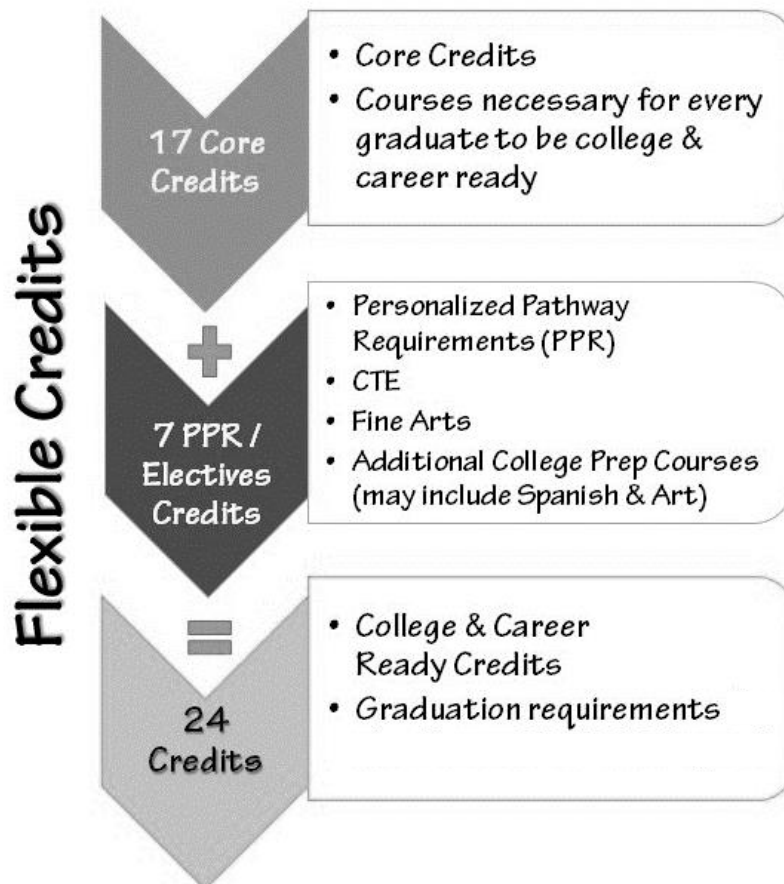 Flexible Credits
17 Core
Credits
• Core Credits
• Courses necessary for every
graduate to be college &
career ready
+
7 PPR /
Electives
Credits
• Personalized Pathway
Requirements (PPR)
• CTE
• Fine Arts
• Additional College Prep Courses
(may include Spanish & Art)
=
24
Credits
• College & Career
Ready Credits
• Graduation requirements